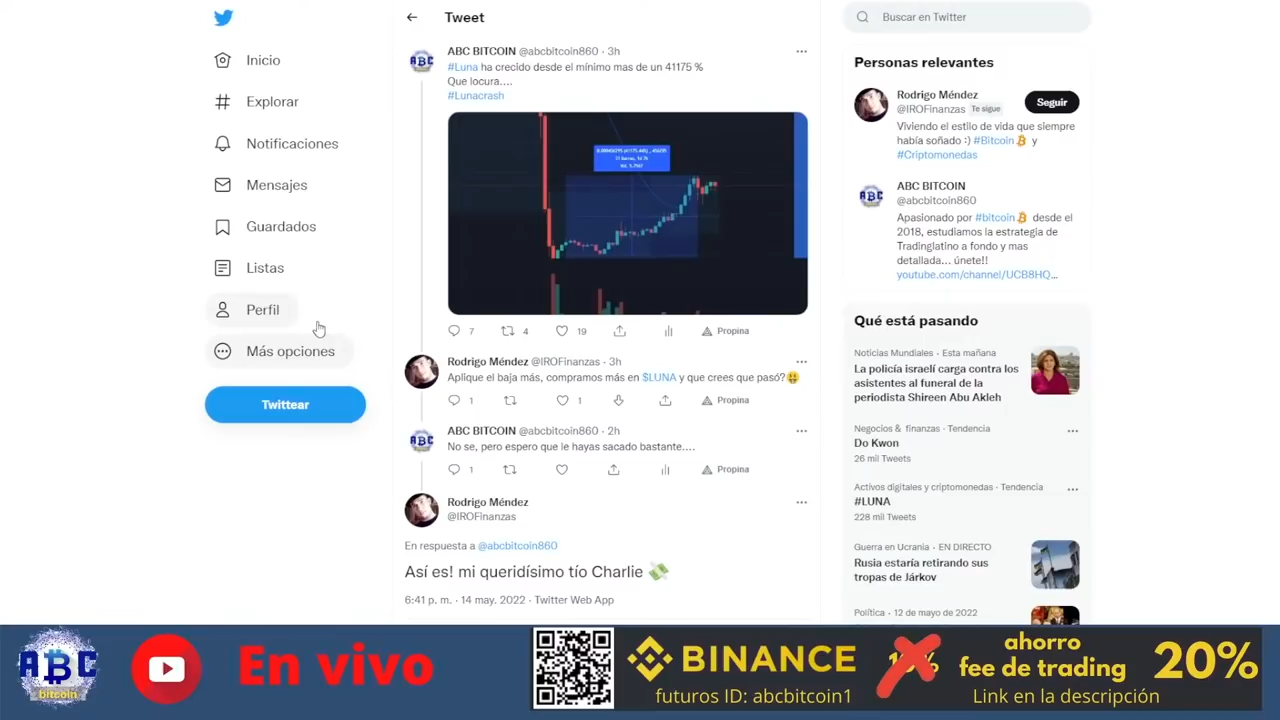 Inicio
Explorar
Notificaciones
Mensajes
Guardados
Listas
Perfil
Más opciones
Twittear
Tweet
ABC BITCOIN @abcbitcoin860 · 3h
#Luna ha crecido desde el mínimo mas de un 41175 %
Que locura....
#Lunacrash
7
4
19
Propina
Rodrigo Méndez @IROFinanzas · 3h
Aplique el baja más, compramos más en $LUNA y que crees que pasó?🤑
1
1
Propina
ABC BITCOIN @abcbitcoin860 · 2h
No se, pero espero que le hayas sacado bastante....
1
Propina
Rodrigo Méndez
@IROFinanzas
En respuesta a @abcbitcoin860
Así es! mi queridísimo tío Charlie 💸
6:41 p. m. · 14 may. 2022 · Twitter Web App
Buscar en Twitter
Personas relevantes
Rodrigo Méndez
@IROFinanzas Te sigue
Seguir
Viviendo el estilo de vida que siempre
había soñado :) #Bitcoin y
#Criptomonedas
ABC BITCOIN
@abcbitcoin860
Apasionado por #bitcoin desde el
2018, estudiamos la estrategia de
Tradinglatino a fondo y mas
detallada... únete!!
youtube.com/channel/UCB8HQ...
Qué está pasando
Noticias Mundiales · Esta mañana
La policía israelí carga contra los
asistentes al funeral de la
periodista Shireen Abu Akleh
Negocios & finanzas · Tendencia
Do Kwon
26 mil Tweets
Activos digitales y criptomonedas · Tendencia
#LUNA
228 mil Tweets
Guerra en Ucrania · EN DIRECTO
Rusia estaría retirando sus
tropas de Járkov
Política · 12 de mayo de 2022
ABC
bitcoin
En vivo
BINANCE
futuros ID: abcbitcoin1
ahorro
fee de trading
20%
Link en la descripción